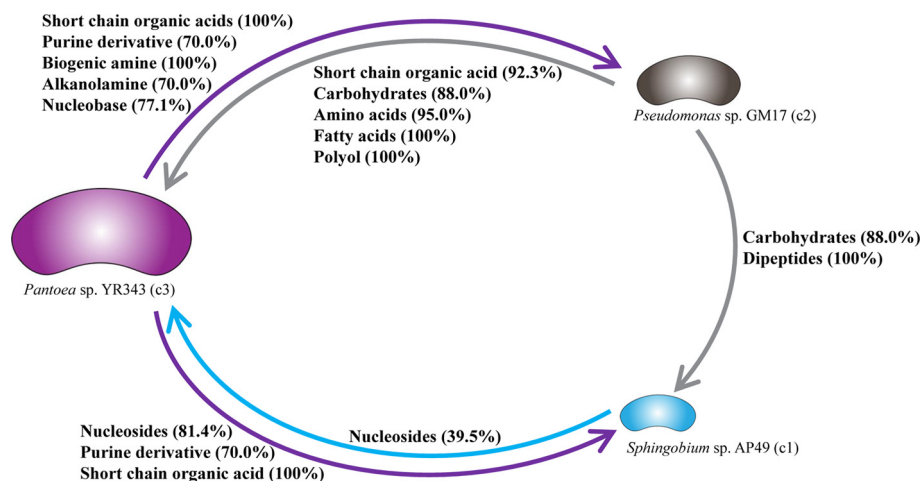 Short chain organic acids (100%)
Purine derivative (70.0%)
Biogenic amine (100%)
Alkanolamine (70.0%)
Nucleobase (77.1%)
Short chain organic acid (92.3%)
Carbohydrates (88.0%)
Amino acids (95.0%)
Fatty acids (100%)
Polyol (100%)
Pseudomonas sp. GM17 (c2)
Carbohydrates (88.0%)
Dipeptides (100%)
Pantoea sp. YR343 (c3)
Nucleosides (81.4%)
Purine derivative (70.0%)
Short chain organic acid (100%)
Nucleosides (39.5%)
Sphingobium sp. AP49 (c1)